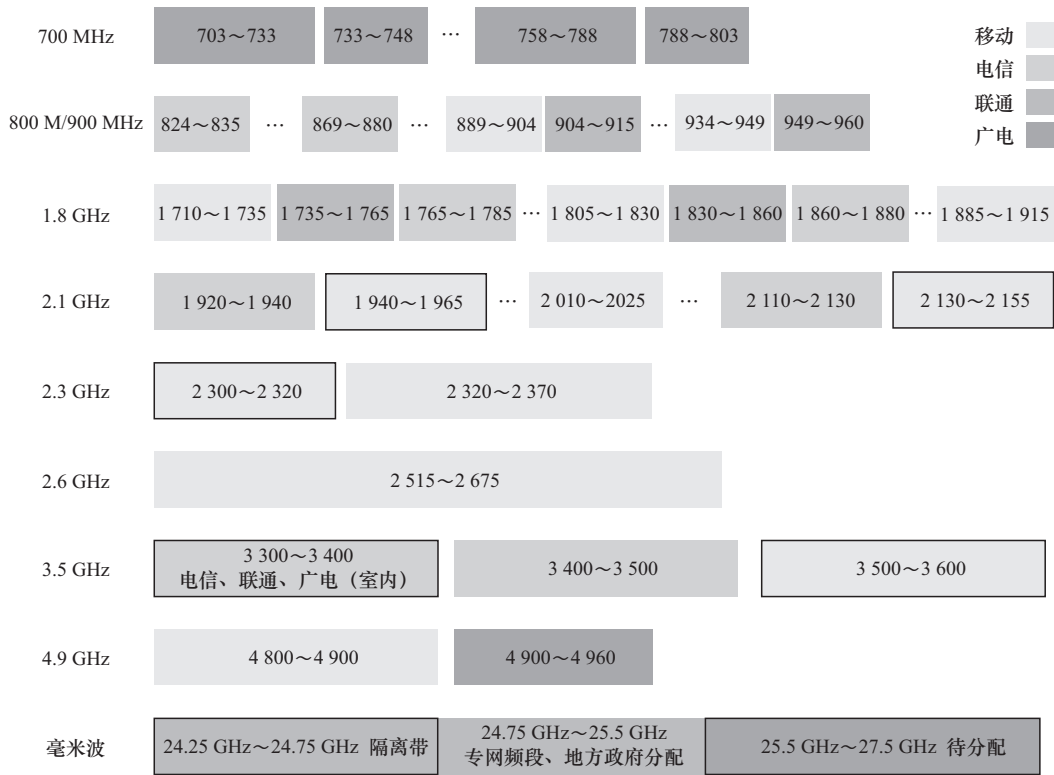 700 MHz 703～733 733～748 … 758～788 788～803
移动
电信
联通
广电
800 M/900 MHz 824～835 … 869～880 … 889～904 904～915 … 934～949 949～960
1.8 GHz 1 710～1 735 1 735～1 765 1 765～1 785 … 1 805～1 830 1 830～1 860 1 860～1 880 … 1 885～1 915
2.1 GHz 1 920～1 940 1 940～1 965 … 2 010～2025 … 2 110～2 130 2 130～2 155
2.3 GHz 2 300～2 320 2 320～2 370
2.6 GHz 2 515～2 675
3.5 GHz
3 300～3 400
电信、联通、广电（室内）
3 400～3 500
3 500～3 600
4.9 GHz 4 800～4 900 4 900～4 960
毫米波
24.25 GHz～24.75 GHz 隔离带
24.75 GHz～25.5 GHz
专网频段、地方政府分配
25.5 GHz～27.5 GHz 待分配